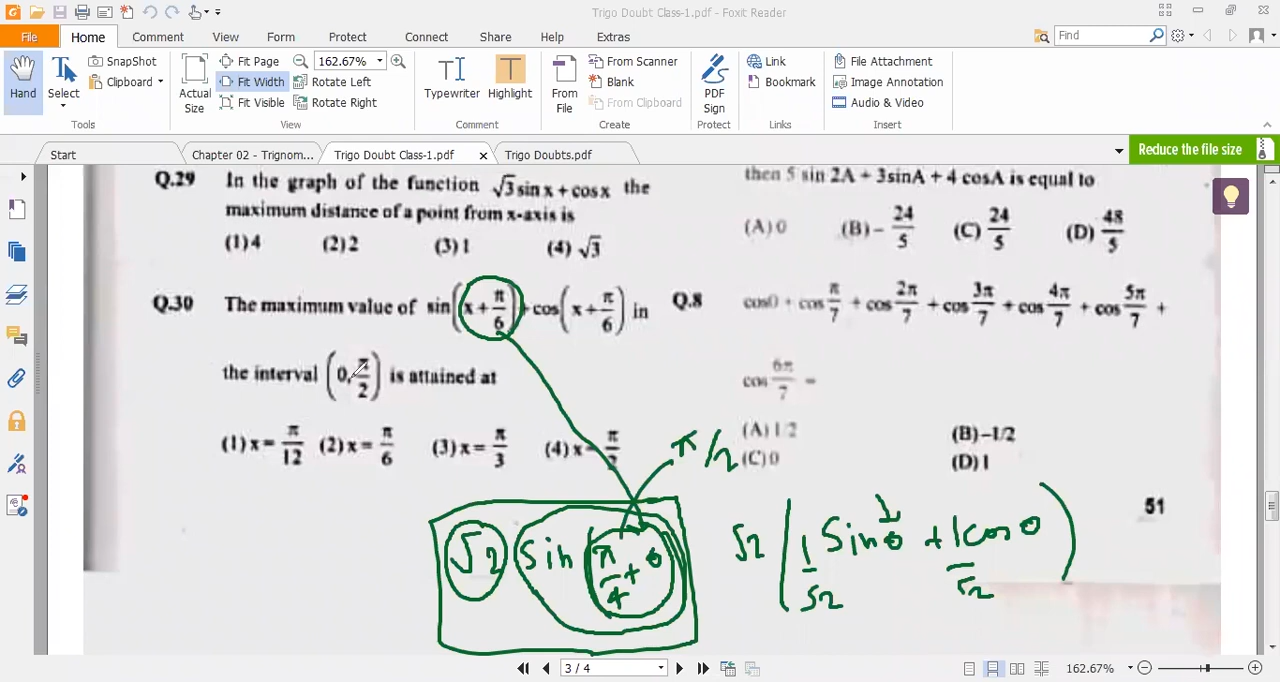 Trigo Doubt Class-1.pdf - Foxit Reader
File Home Comment View Form Protect Connect Share Help Extras Find
Hand Select SnapShot Clipboard Actual Size Fit Page Fit Width Fit Visible 162.67% Rotate Left Rotate Right Typewriter Highlight From File From Scanner Blank From Clipboard PDF Sign Link Bookmark File Attachment Image Annotation Audio & Video
Tools View Comment Create Protect Links Insert
Start Chapter 02 - Trignom... Trigo Doubt Class-1.pdf Trigo Doubts.pdf Reduce the file size
Q.29 In the graph of the function √3 sin x + cos x the
maximum distance of a point from x-axis is
(1) 4 (2) 2 (3) 1 (4) √3
Q.30 The maximum value of sin(x + π/6) + cos(x + π/6) in
the interval (0, π/2) is attained at
(1) x = π/12 (2) x = π/6 (3) x = π/3 (4) x = π/2
then 5 sin 2A + 3sinA + 4 cosA is equal to
(A) 0 (B) - 24/5 (C) 24/5 (D) 48/5
Q.8 cos0 + cos π/7 + cos 2π/7 + cos 3π/7 + cos 4π/7 + cos 5π/7 +
cos 6π/7 =
(A) 1/2 (B) -1/2
(C) 0 (D) 1
51
π/2
√2 sin (π/4 + θ)
√2 (1/√2 Sin θ + 1/√2 cos θ)
3 / 4 162.67%